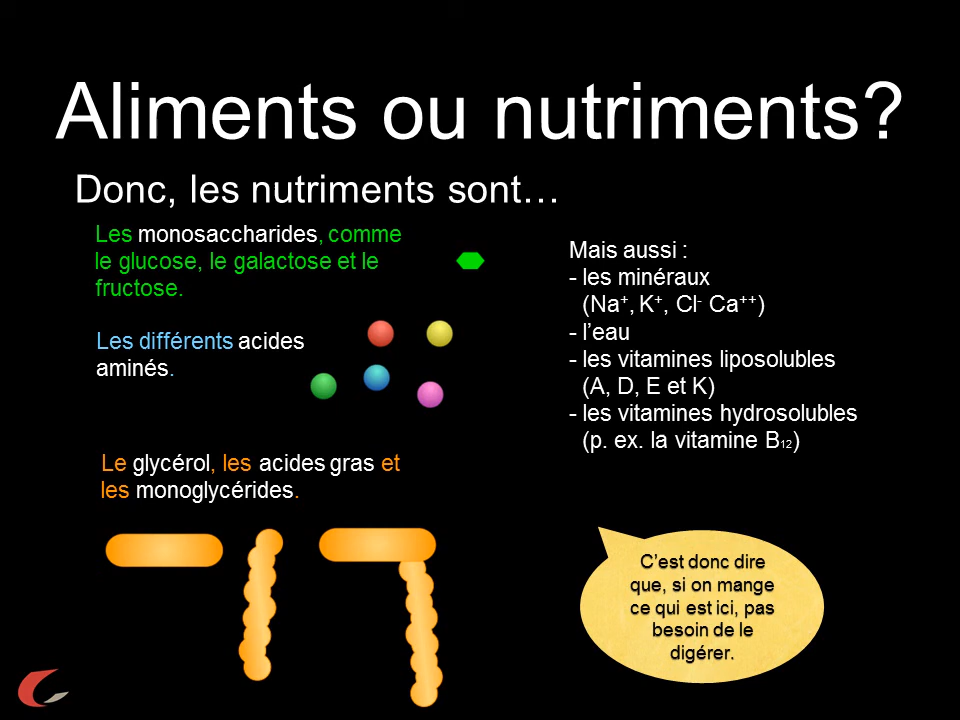 Aliments ou nutriments?
Donc, les nutriments sont…
Les monosaccharides, comme
le glucose, le galactose et le
fructose.
Les différents acides
aminés.
Le glycérol, les acides gras et
les monoglycérides.
Mais aussi :
- les minéraux
(Na⁺, K⁺, Cl⁻ Ca⁺⁺)
- l’eau
- les vitamines liposolubles
(A, D, E et K)
- les vitamines hydrosolubles
(p. ex. la vitamine B₁₂)
C’est donc dire
que, si on mange
ce qui est ici, pas
besoin de le
digérer.